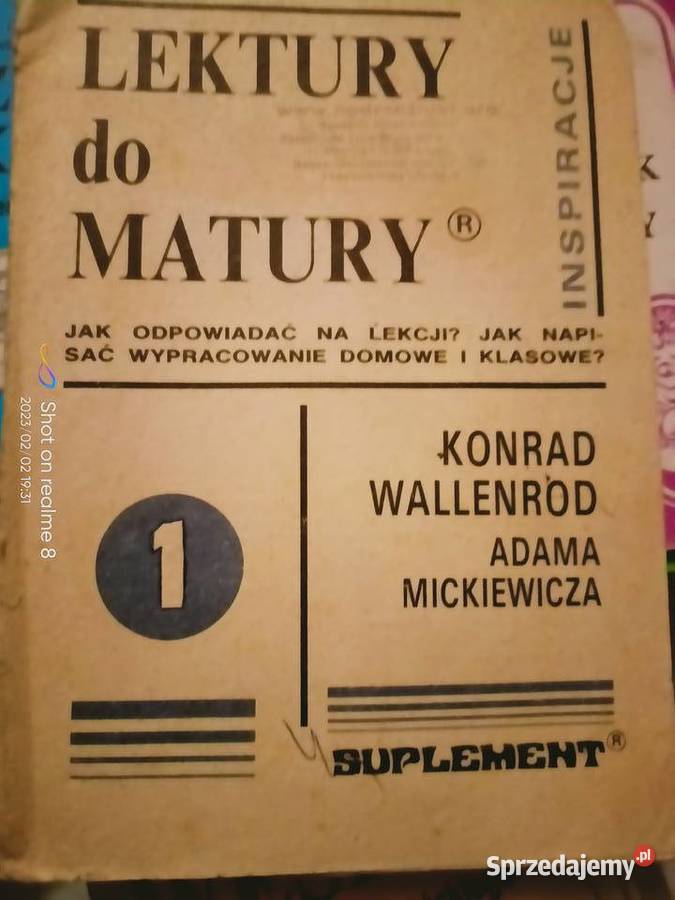 LEKTURY
do
MATURY ®
INSPIRACJE
JAK ODPOWIADAĆ NA LEKCJI? JAK NAPI-
SAĆ WYPRACOWANIE DOMOWE I KLASOWE?
1
KONRAD
WALLENROD
ADAMA
MICKIEWICZA
SUPLEMENT ®
Shot on realme 8
2023/02/02 19:31
K
Y
Sprzedajemy.pl